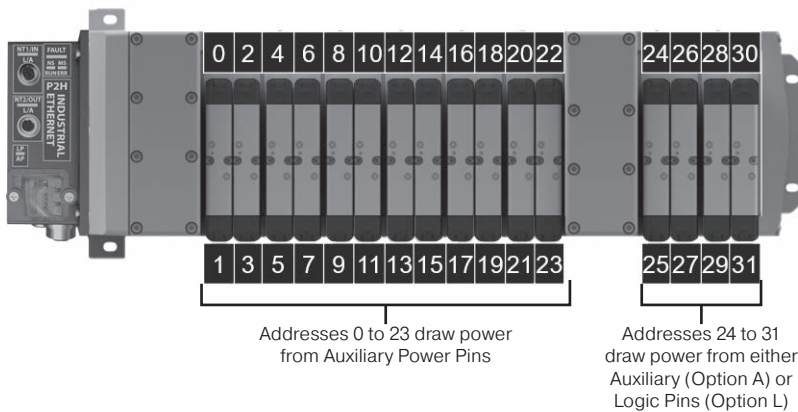 NT1/IN
L/A
FAULT
NS MS
RUN ERR
P2H
INDUSTRIAL
ETHERNET
NT2/OUT
L/A
LP
AP
0 2 4 6 8 10 12 14 16 18 20 22
24 26 28 30
1 3 5 7 9 11 13 15 17 19 21 23
25 27 29 31
Addresses 0 to 23 draw power
from Auxiliary Power Pins
Addresses 24 to 31
draw power from either
Auxiliary (Option A) or
Logic Pins (Option L)